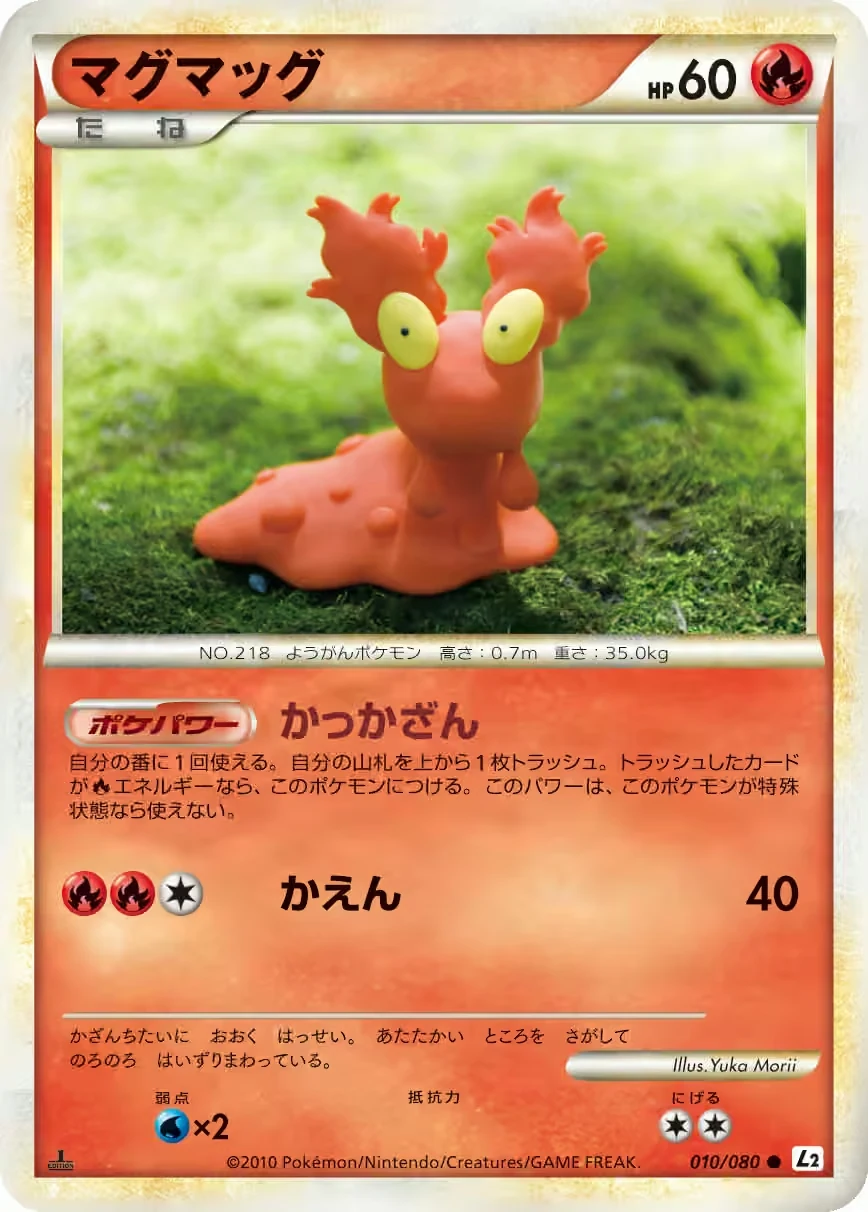 マグマッグ
HP60
たね
NO.218 ようがんポケモン 高さ：0.7m 重さ：35.0kg
ポケパワー かっかざん
自分の番に1回使える。自分の山札を上から1枚トラッシュ。トラッシュしたカード
が エネルギーなら、このポケモンにつける。このパワーは、このポケモンが特殊
状態なら使えない。
かえん 40
かざんちたいに おおく はっせい。 あたたかい ところを さがして
のろのろ はいずりまわっている。
Illus.Yuka Morii
弱点 抵抗力 にげる
×2
1 EDITION ©2010 Pokémon/Nintendo/Creatures/GAME FREAK. 010/080 ● L2